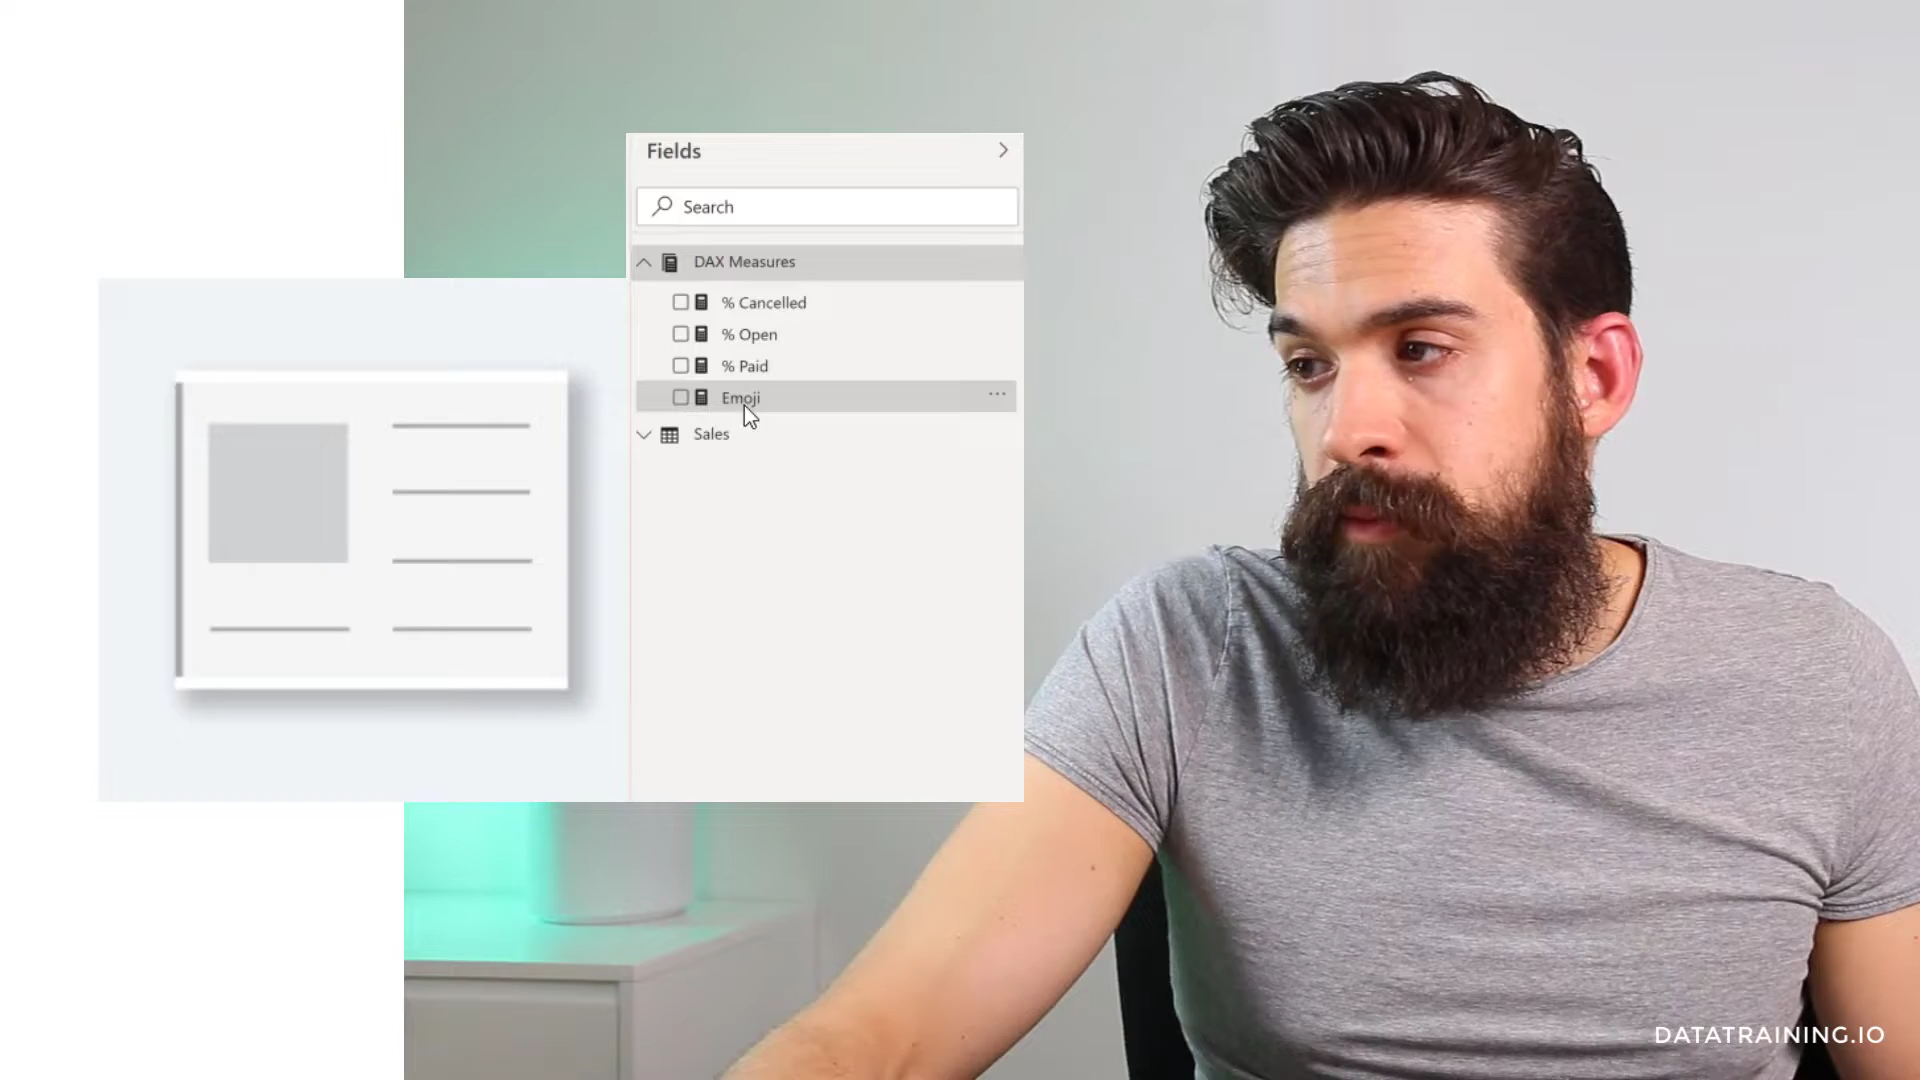 Fields
Search
DAX Measures
% Cancelled
% Open
% Paid
Emoji
Sales
DATATRAINING.IO